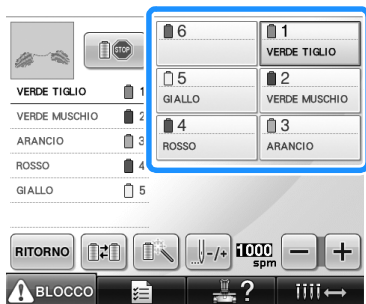 6
1
VERDE TIGLIO
5
GIALLO
2
VERDE MUSCHIO
4
ROSSO
3
ARANCIO
STOP
VERDE TIGLIO 1
VERDE MUSCHIO 2
ARANCIO 3
ROSSO 4
GIALLO 5
RITORNO
-/+
1000
spm
- +
BLOCCO
?